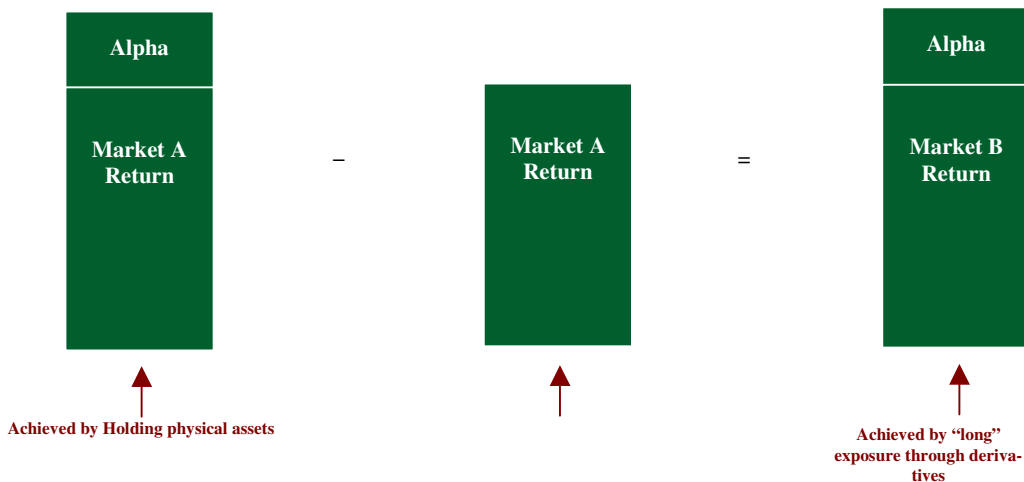 Alpha
Market A
Return
Achieved by Holding physical assets
–
Market A
Return
=
Alpha
Market B
Return
Achieved by “long”
exposure through deriva-
tives